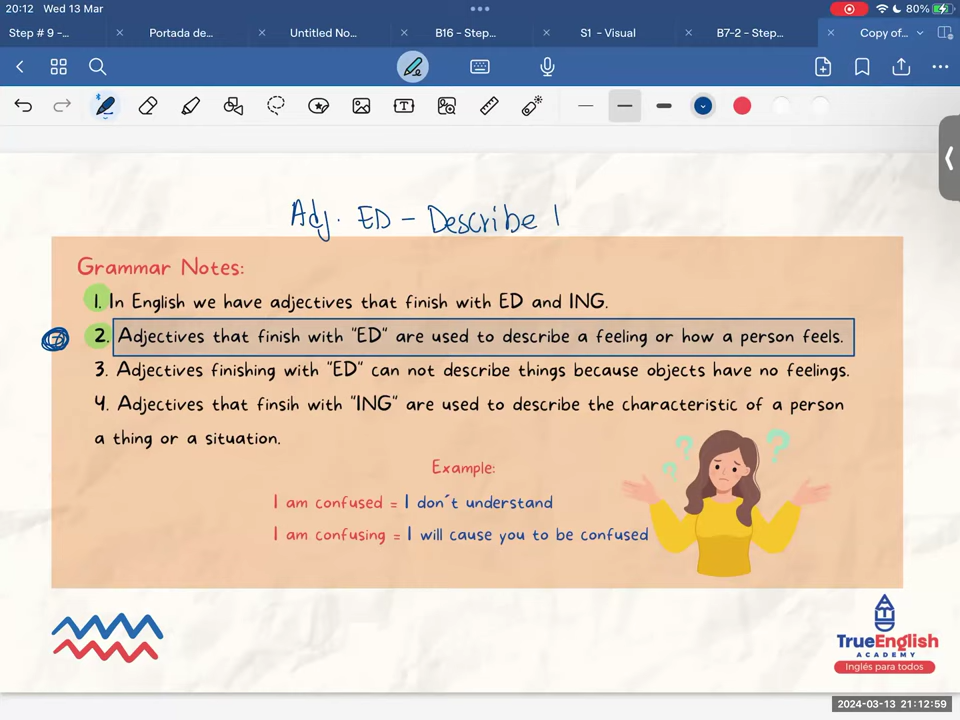 20:12 Wed 13 Mar
80%
Step # 9 -...
Portada de...
Untitled No...
B16 - Step...
S1 - Visual
B7-2 - Step...
Copy of...
Adj. ED - Describe I
Grammar Notes:
1. In English we have adjectives that finish with ED and ING.
2. Adjectives that finish with "ED" are used to describe a feeling or how a person feels.
3. Adjectives finishing with "ED" can not describe things because objects have no feelings.
4. Adjectives that finsih with "ING" are used to describe the characteristic of a person
a thing or a situation.
Example:
I am confused = I don´t understand
I am confusing = I will cause you to be confused
TrueEnglish
ACADEMY
Inglés para todos
2024-03-13 21:12:59